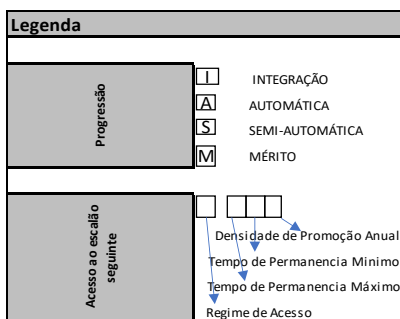 Legenda
Progressão
I INTEGRAÇÃO
A AUTOMÁTICA
S SEMI-AUTOMÁTICA
M MÉRITO
Acesso ao escalão
seguinte
Densidade de Promoção Anual
Tempo de Permanencia Minimo
Tempo de Permanencia Máximo
Regime de Acesso